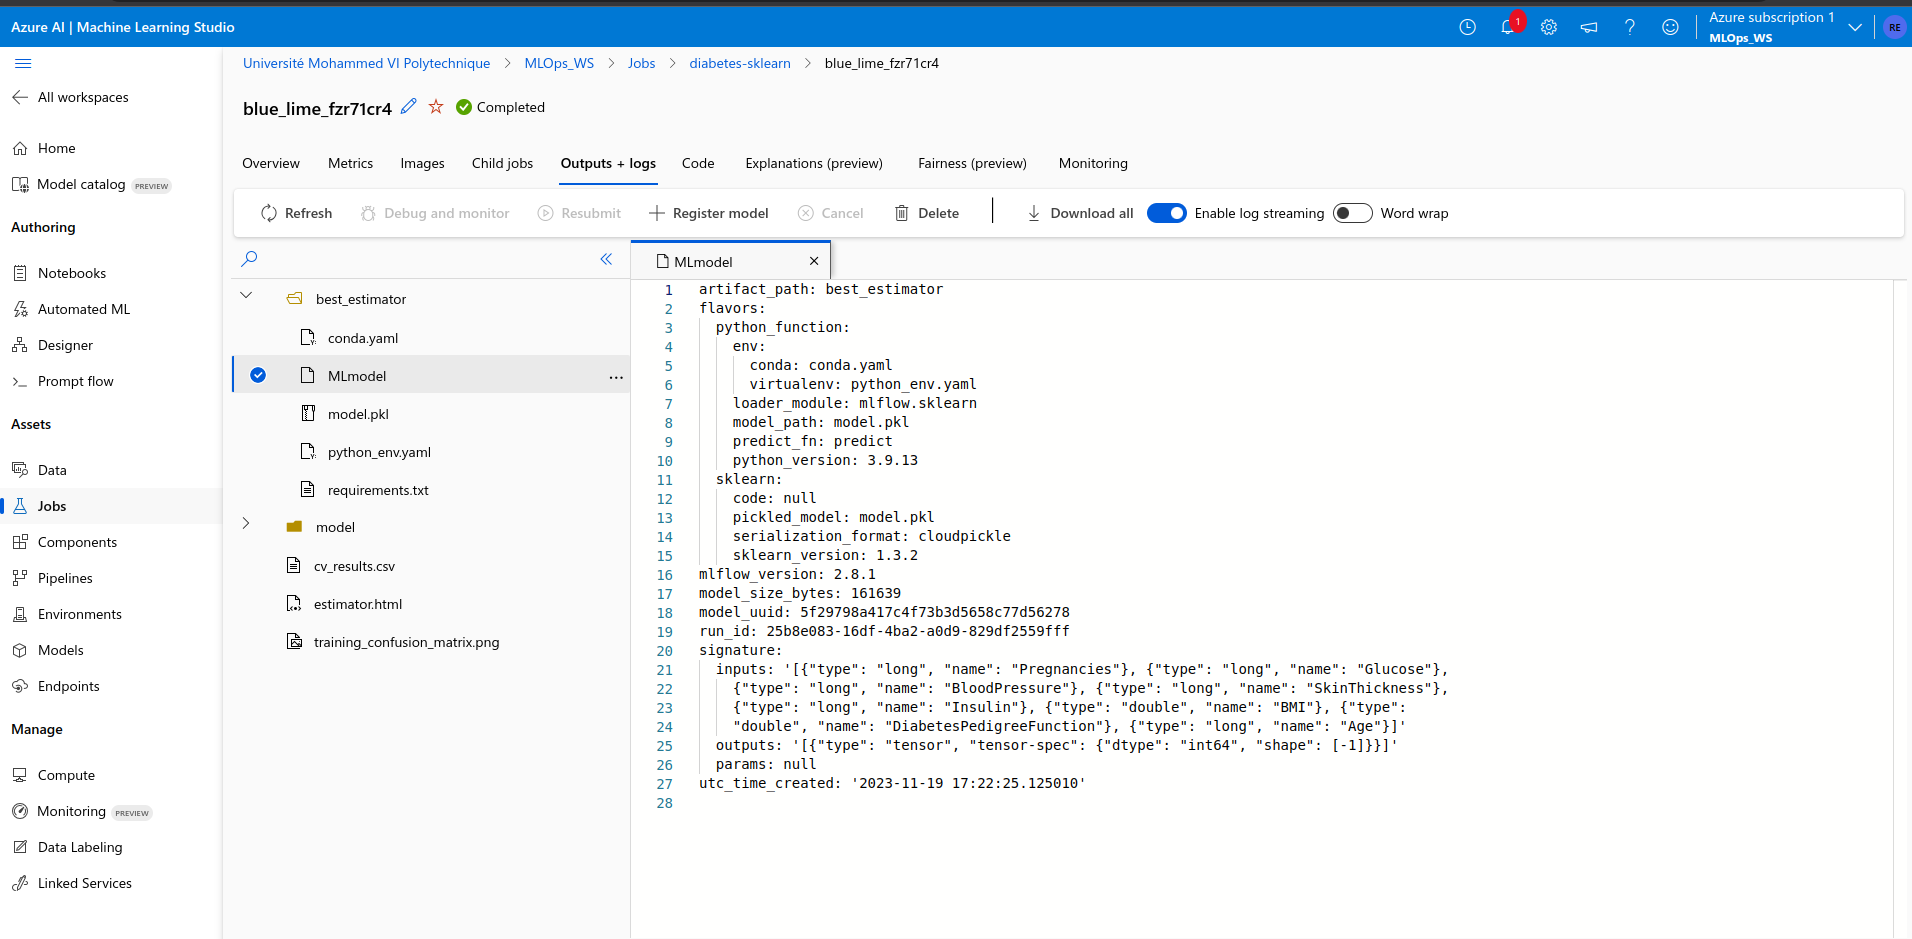 Azure AI | Machine Learning Studio
1
Azure subscription 1
MLOps_WS
RE
All workspaces
Home
Model catalog PREVIEW
Authoring
Notebooks
Automated ML
Designer
Prompt flow
Assets
Data
Jobs
Components
Pipelines
Environments
Models
Endpoints
Manage
Compute
Monitoring PREVIEW
Data Labeling
Linked Services
Université Mohammed VI Polytechnique > MLOps_WS > Jobs > diabetes-sklearn > blue_lime_fzr71cr4
blue_lime_fzr71cr4 Completed
Overview Metrics Images Child jobs Outputs + logs Code Explanations (preview) Fairness (preview) Monitoring
Refresh Debug and monitor Resubmit Register model Cancel Delete Download all Enable log streaming Word wrap
best_estimator
conda.yaml
MLmodel ...
model.pkl
python_env.yaml
requirements.txt
model
cv_results.csv
estimator.html
training_confusion_matrix.png
MLmodel
1 artifact_path: best_estimator
2 flavors:
3 python_function:
4 env:
5 conda: conda.yaml
6 virtualenv: python_env.yaml
7 loader_module: mlflow.sklearn
8 model_path: model.pkl
9 predict_fn: predict
10 python_version: 3.9.13
11 sklearn:
12 code: null
13 pickled_model: model.pkl
14 serialization_format: cloudpickle
15 sklearn_version: 1.3.2
16 mlflow_version: 2.8.1
17 model_size_bytes: 161639
18 model_uuid: 5f29798a417c4f73b3d5658c77d56278
19 run_id: 25b8e083-16df-4ba2-a0d9-829df2559fff
20 signature:
21 inputs: '[{"type": "long", "name": "Pregnancies"}, {"type": "long", "name": "Glucose"},
22 {"type": "long", "name": "BloodPressure"}, {"type": "long", "name": "SkinThickness"},
23 {"type": "long", "name": "Insulin"}, {"type": "double", "name": "BMI"}, {"type":
24 "double", "name": "DiabetesPedigreeFunction"}, {"type": "long", "name": "Age"}]'
25 outputs: '[{"type": "tensor", "tensor-spec": {"dtype": "int64", "shape": [-1]}}]'
26 params: null
27 utc_time_created: '2023-11-19 17:22:25.125010'
28